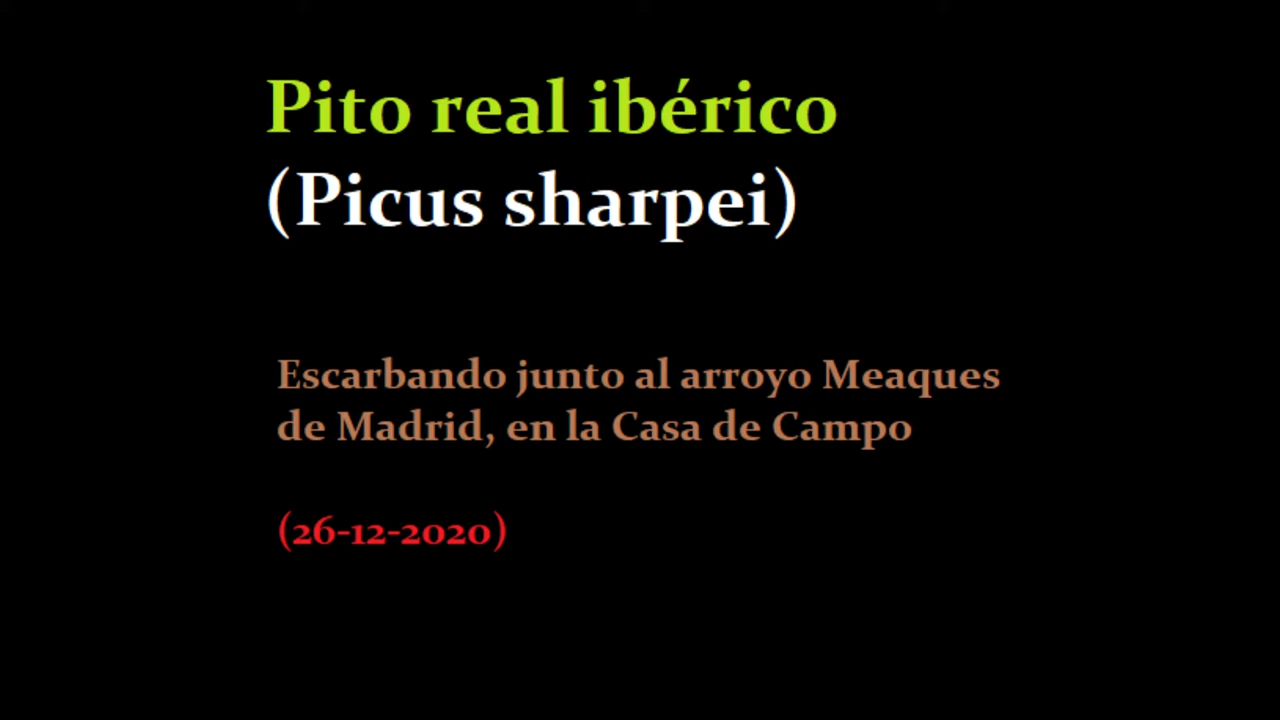 Pito real ibérico
(Picus sharpei)
Escarbando junto al arroyo Meaques
de Madrid, en la Casa de Campo
(26-12-2020)